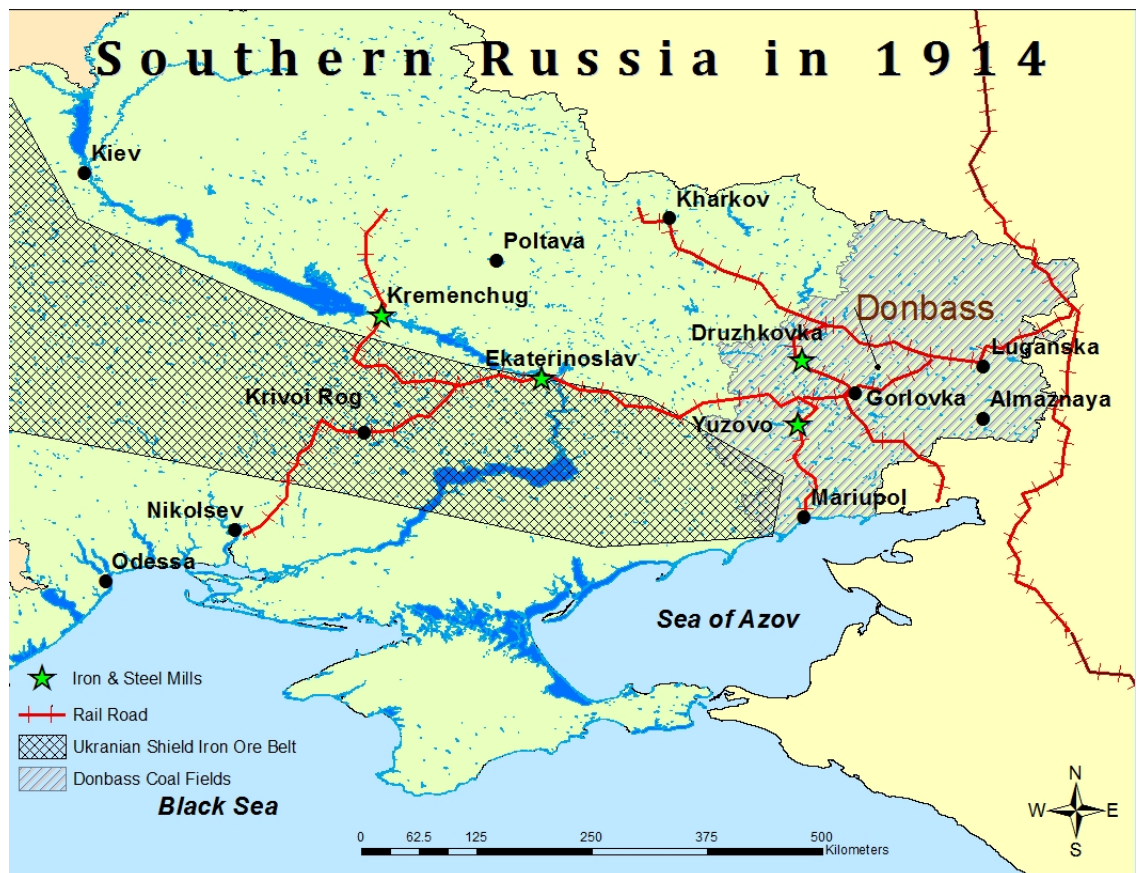 Southern Russia in 1914
Kiev
Kharkov
Poltava
Kremenchug
Donbass
Druzhkovka
Ekaterinoslav
Luganska
Krivoi Rog
Gorlovka
Almaznaya
Yuzovo
Mariupol
Nikolsev
Odessa
Sea of Azov
Iron & Steel Mills
Rail Road
Ukranian Shield Iron Ore Belt
Donbass Coal Fields
Black Sea
N
W
E
S
0 62.5 125 250 375 500
Kilometers